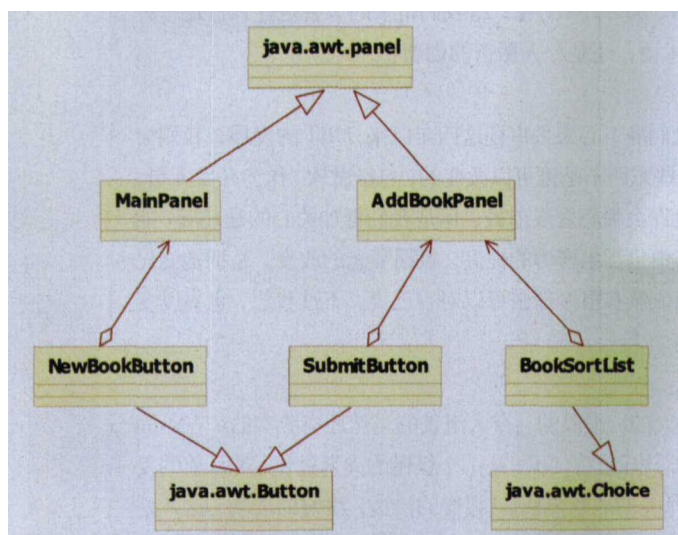 java.awt.panel
MainPanel
AddBookPanel
NewBookButton
SubmitButton
BookSortList
java.awt.Button
java.awt.Choice